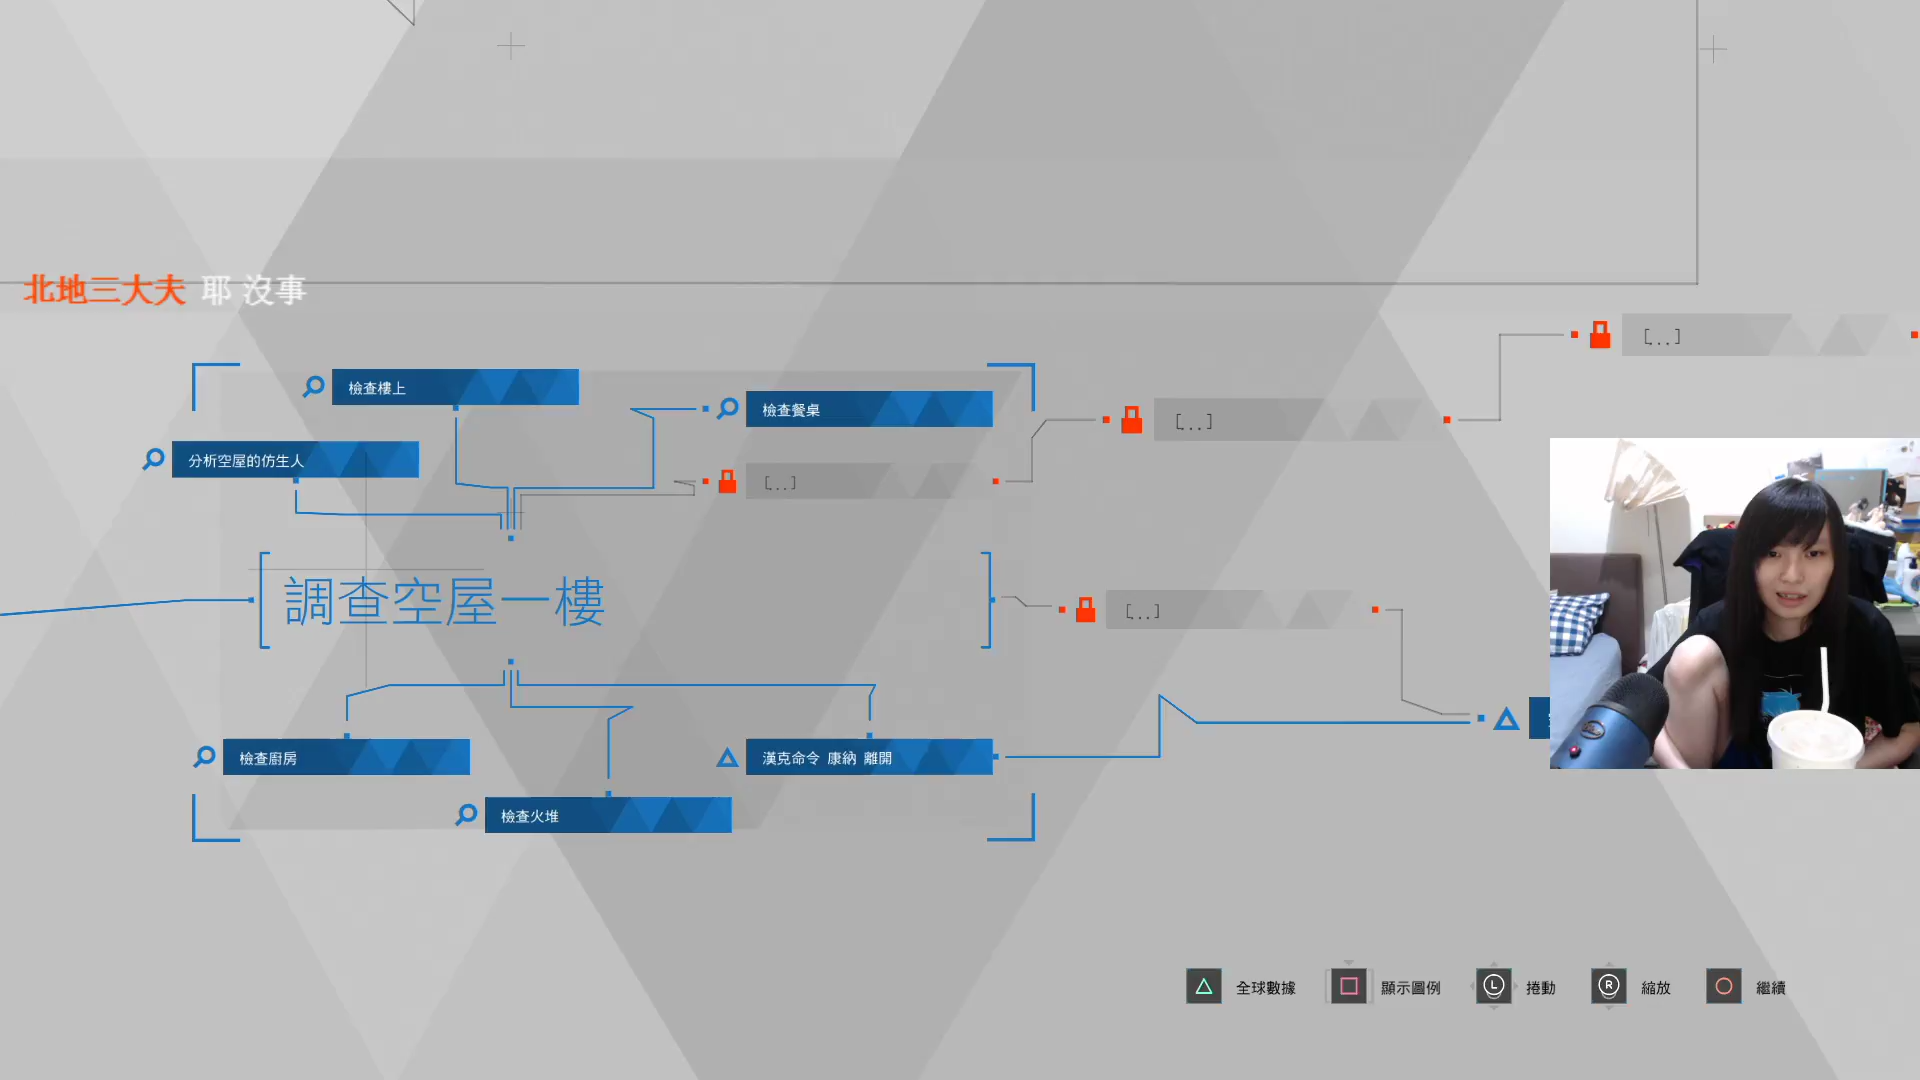 北地三大夫 耶 沒事
[...]
檢查樓上
檢查餐桌
[...]
分析空屋的仿生人
[...]
調查空屋一樓
[...]
檢查廚房
漢克命令 康納 離開
檢查火堆
全球數據
顯示圖例
L
捲動
R
縮放
繼續